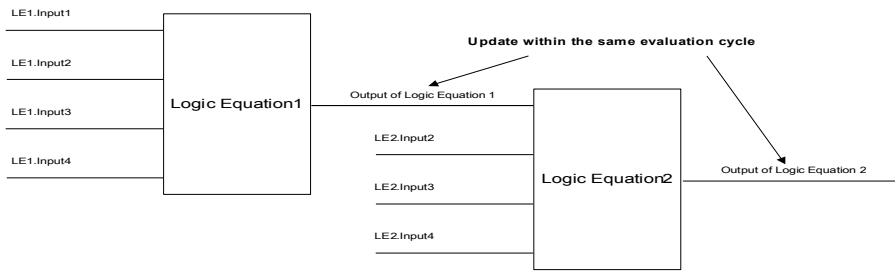 LE1.Input1
Update within the same evaluation cycle
LE1.Input2
Logic Equation1
Output of Logic Equation 1
LE1.Input3
LE2.Input2
LE1.Input4
Logic Equation2
Output of Logic Equation 2
LE2.Input3
LE2.Input4